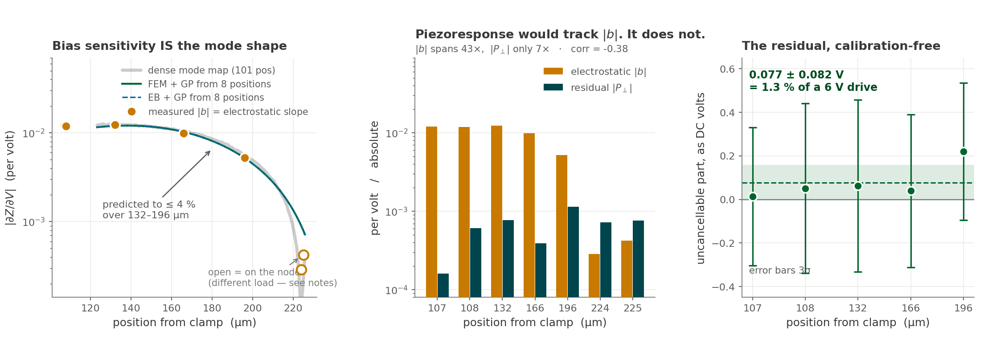 Bias sensitivity IS the mode shape
dense mode map (101 pos)
FEM + GP from 8 positions
EB + GP from 8 positions
measured |b| = electrostatic slope
predicted to ≤ 4 %
over 132–196 µm
open = on the node
(different load — see notes)
|∂Z/∂V| (per volt)
10⁻²
10⁻³
120 140 160 180 200 220
position from clamp (µm)
Piezoresponse would track |b|. It does not.
|b| spans 43×, |P⊥| only 7× · corr = -0.38
electrostatic |b|
residual |P⊥|
per volt / absolute
10⁻²
10⁻³
10⁻⁴
107 108 132 166 196 224 225
position from clamp (µm)
The residual, calibration-free
0.077 ± 0.082 V
= 1.3 % of a 6 V drive
error bars 3σ
uncancellable part, as DC volts
0.6
0.4
0.2
0.0
−0.2
−0.4
107 108 132 166 196
position from clamp (µm)